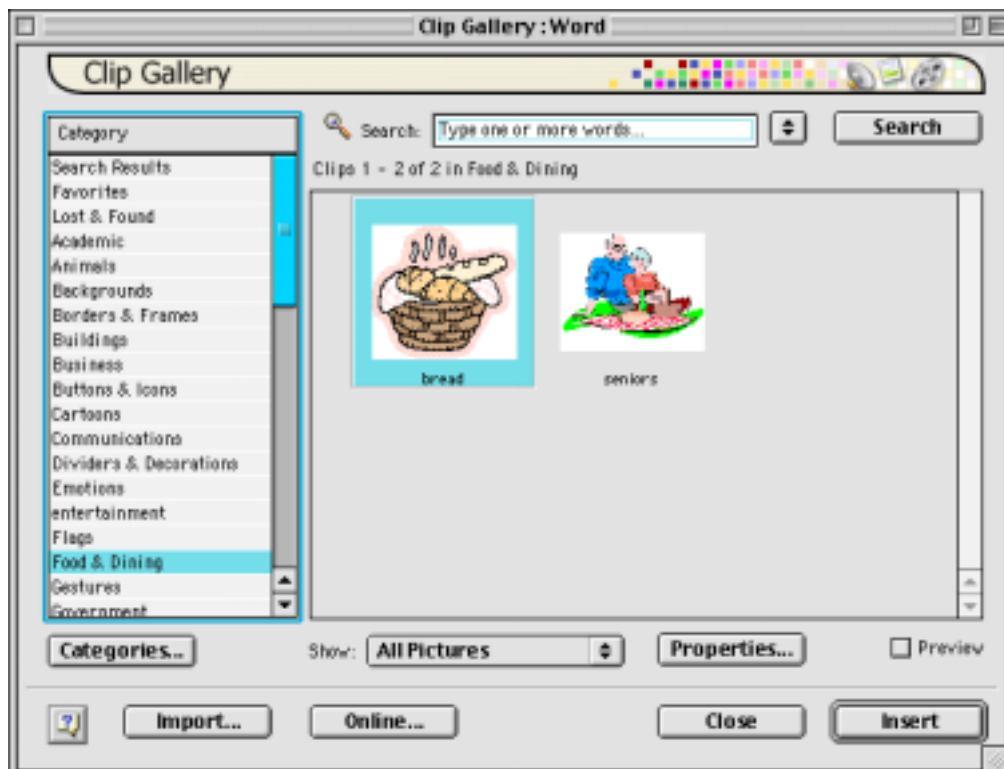 Clip Gallery : Word
Clip Gallery
Category
Search Results
Favorites
Lost & Found
Academic
Animals
Backgrounds
Borders & Frames
Buildings
Business
Buttons & Icons
Cartoons
Communications
Dividers & Decorations
Emotions
entertainment
Flags
Food & Dining
Gestures
Government
Search: Type one or more words... Search
Clips 1 - 2 of 2 in Food & Dining
bread seniors
Categories... Show: All Pictures Properties... Preview
Import... Online... Close Insert